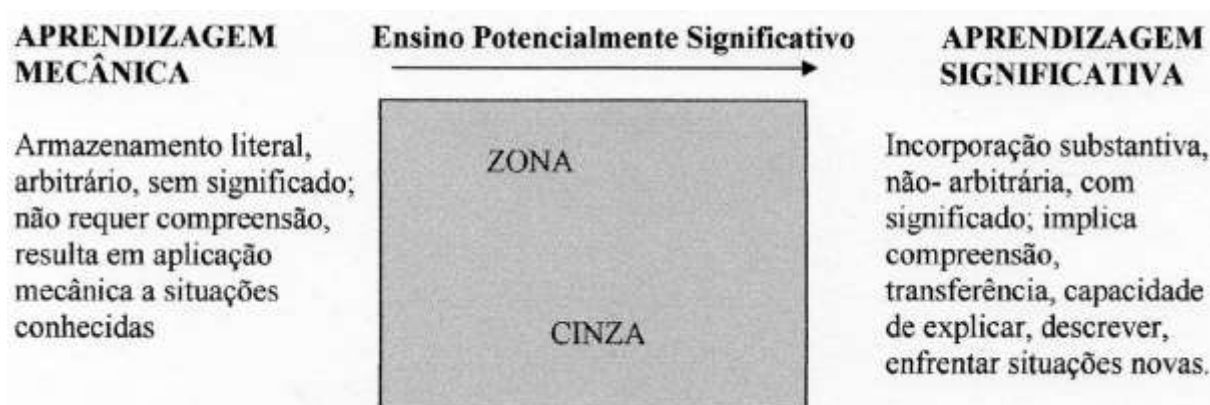 APRENDIZAGEM
MECÂNICA
Armazenamento literal,
arbitrário, sem significado;
não requer compreensão,
resulta em aplicação
mecânica a situações
conhecidas
Ensino Potencialmente Significativo
ZONA
CINZA
APRENDIZAGEM
SIGNIFICATIVA
Incorporação substantiva,
não- arbitrária, com
significado; implica
compreensão,
transferência, capacidade
de explicar, descrever,
enfrentar situações novas.